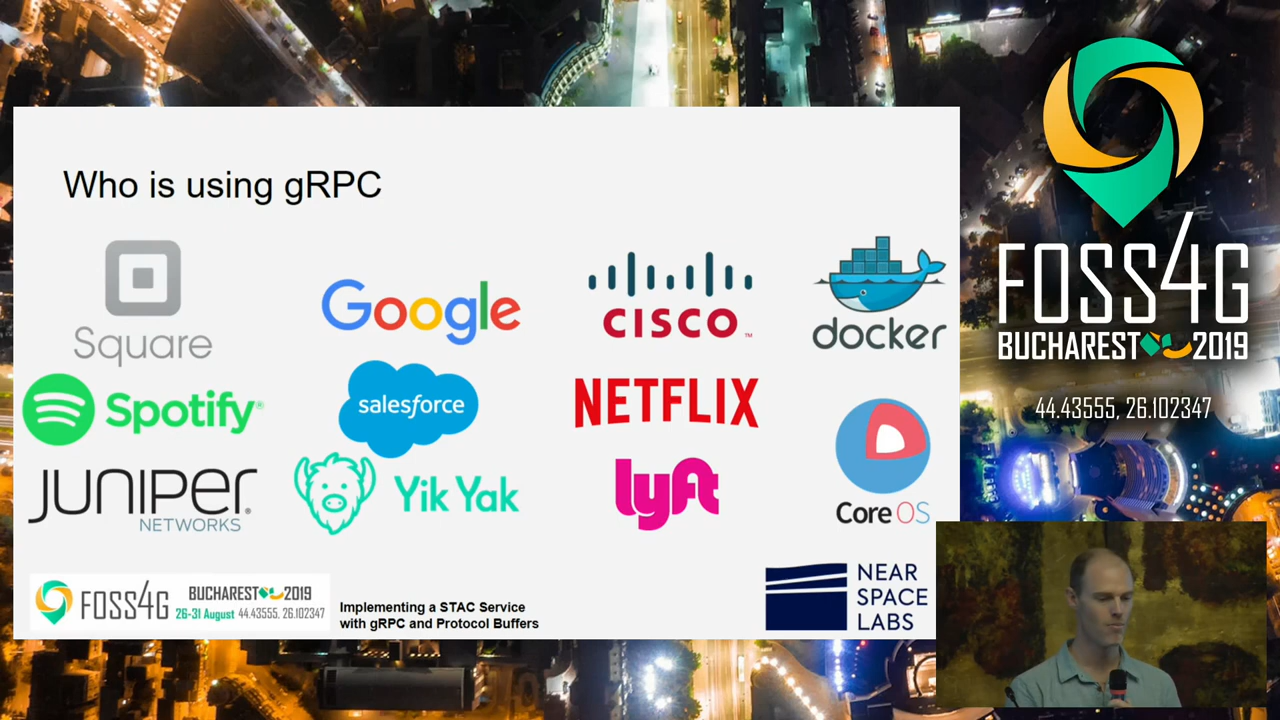 Who is using gRPC
Square
Google
CISCO™
docker
Spotify®
salesforce
NETFLIX
JUNIPEr®
NETWORKS
Yik Yak
lyft
Core OS
FOSS4G
BUCHAREST 2019
26-31 August 44.43555, 26.102347
Implementing a STAC Service
with gRPC and Protocol Buffers
NEAR
SPACE
LABS
FOSS4G
BUCHAREST 2019
44.43555, 26.102347